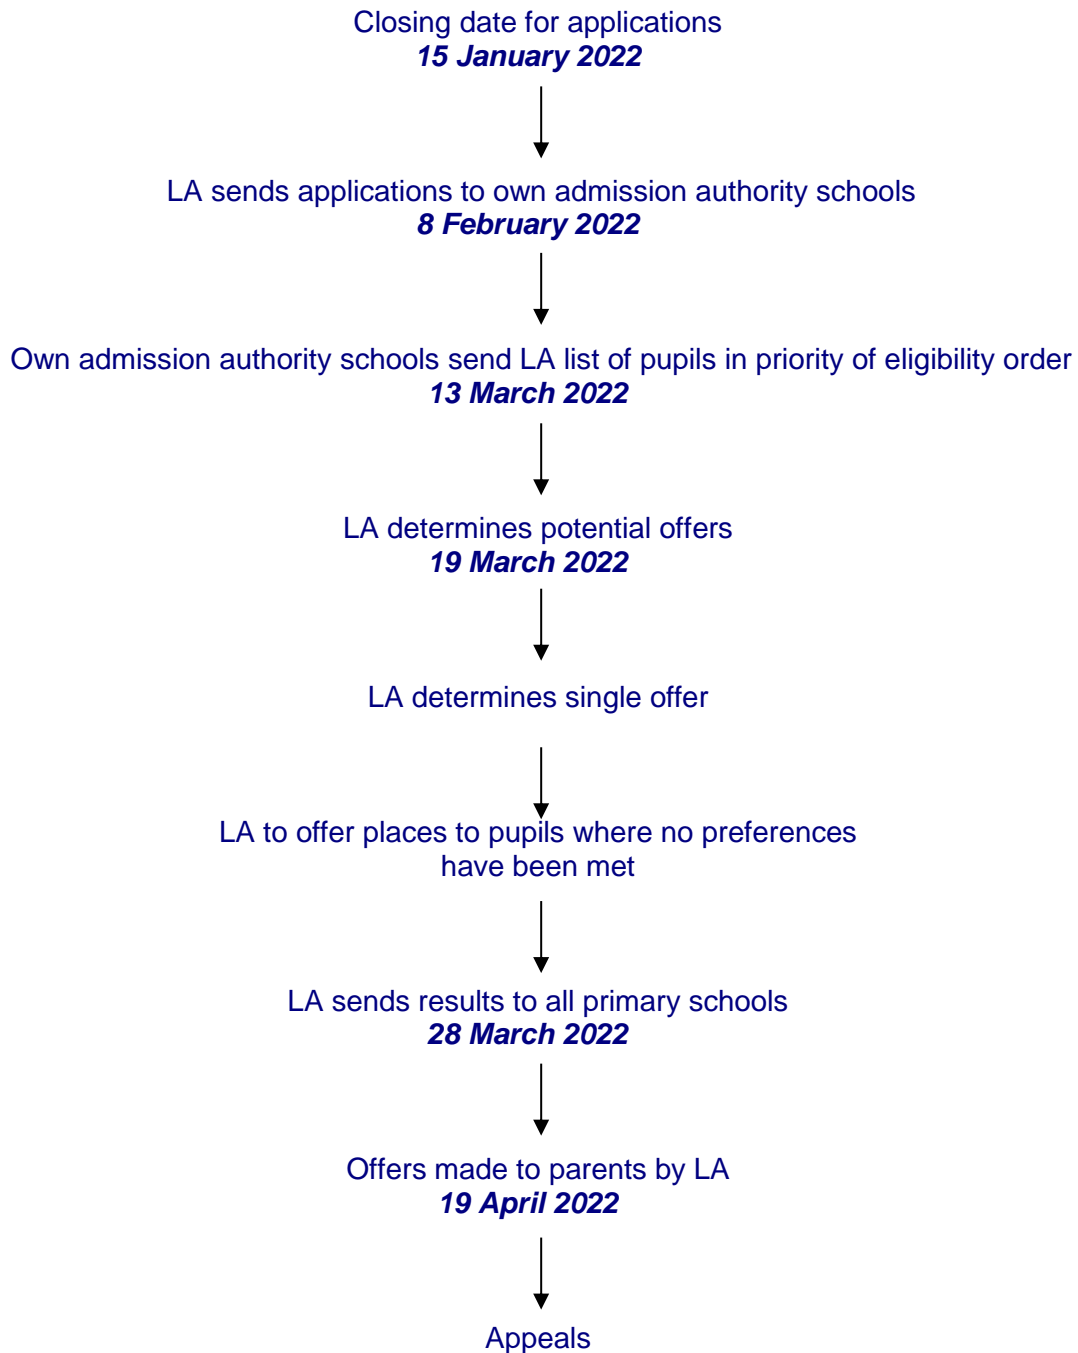 Closing date for applications
15 January 2022
LA sends applications to own admission authority schools
8 February 2022
Own admission authority schools send LA list of pupils in priority of eligibility order
13 March 2022
LA determines potential offers
19 March 2022
LA determines single offer
LA to offer places to pupils where no preferences
have been met
LA sends results to all primary schools
28 March 2022
Offers made to parents by LA
19 April 2022
Appeals